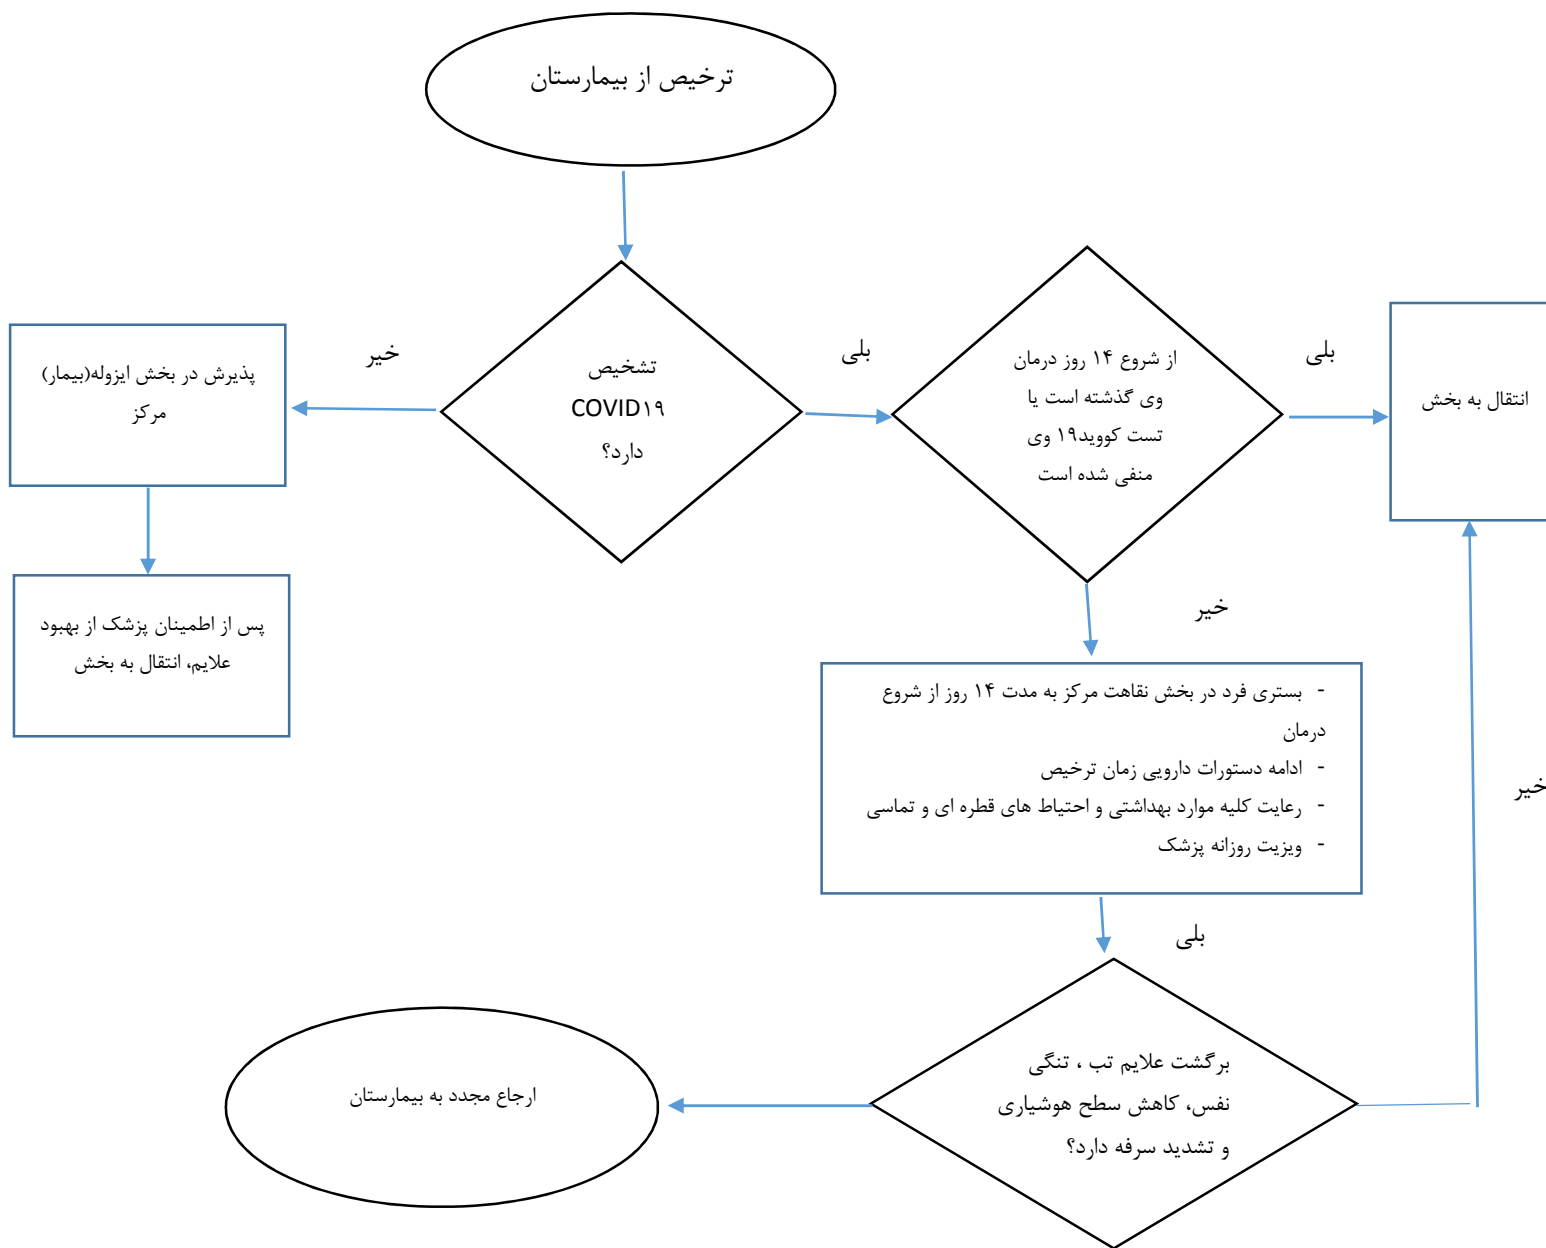 ترخیص از بیمارستان
تشخیص
COVID۱۹
دارد؟
خیر
پذیرش در بخش ایزوله(بیمار)
مرکز
پس از اطمینان پزشک از بهبود
علایم، انتقال به بخش
بلی
از شروع ۱۴ روز درمان
وی گذشته است یا
تست کووید۱۹ وی
منفی شده است
بلی
انتقال به بخش
خیر
- بستری فرد در بخش نقاهت مرکز به مدت ۱۴ روز از شروع
درمان
- ادامه دستورات دارویی زمان ترخیص
- رعایت کلیه موارد بهداشتی و احتیاط های قطره ای و تماسی
- ویزیت روزانه پزشک
بلی
برگشت علایم تب ، تنگی
نفس، کاهش سطح هوشیاری
و تشدید سرفه دارد؟
خیر
ارجاع مجدد به بیمارستان